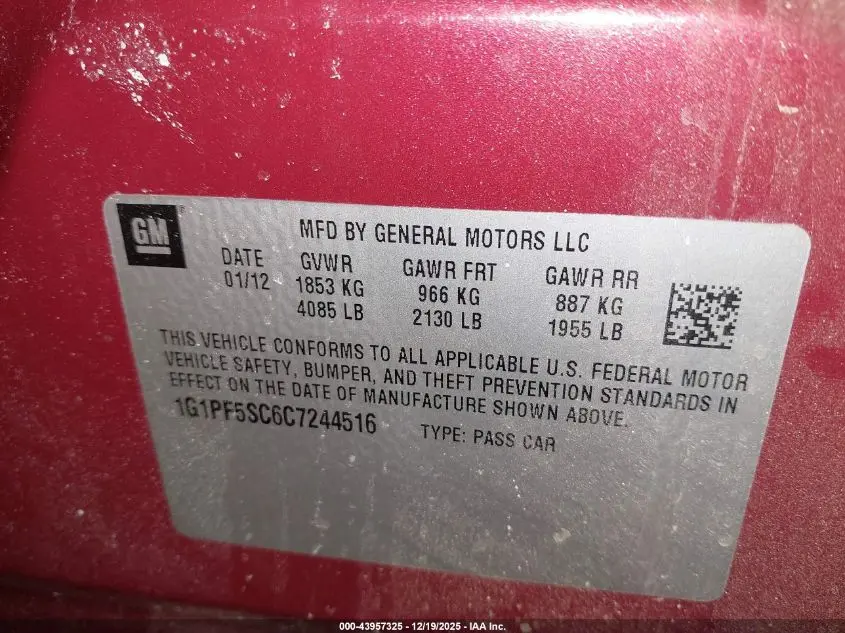 GM
MFD BY GENERAL MOTORS LLC
DATE GVWR GAWR FRT GAWR RR
01/12 1853 KG 966 KG 887 KG
4085 LB 2130 LB 1955 LB
THIS VEHICLE CONFORMS TO ALL APPLICABLE U.S. FEDERAL MOTOR
VEHICLE SAFETY, BUMPER, AND THEFT PREVENTION STANDARDS IN
EFFECT ON THE DATE OF MANUFACTURE SHOWN ABOVE.
1G1PF5SC6C7244516 TYPE: PASS CAR
000-43957325 - 12/19/2025 - IAA Inc.